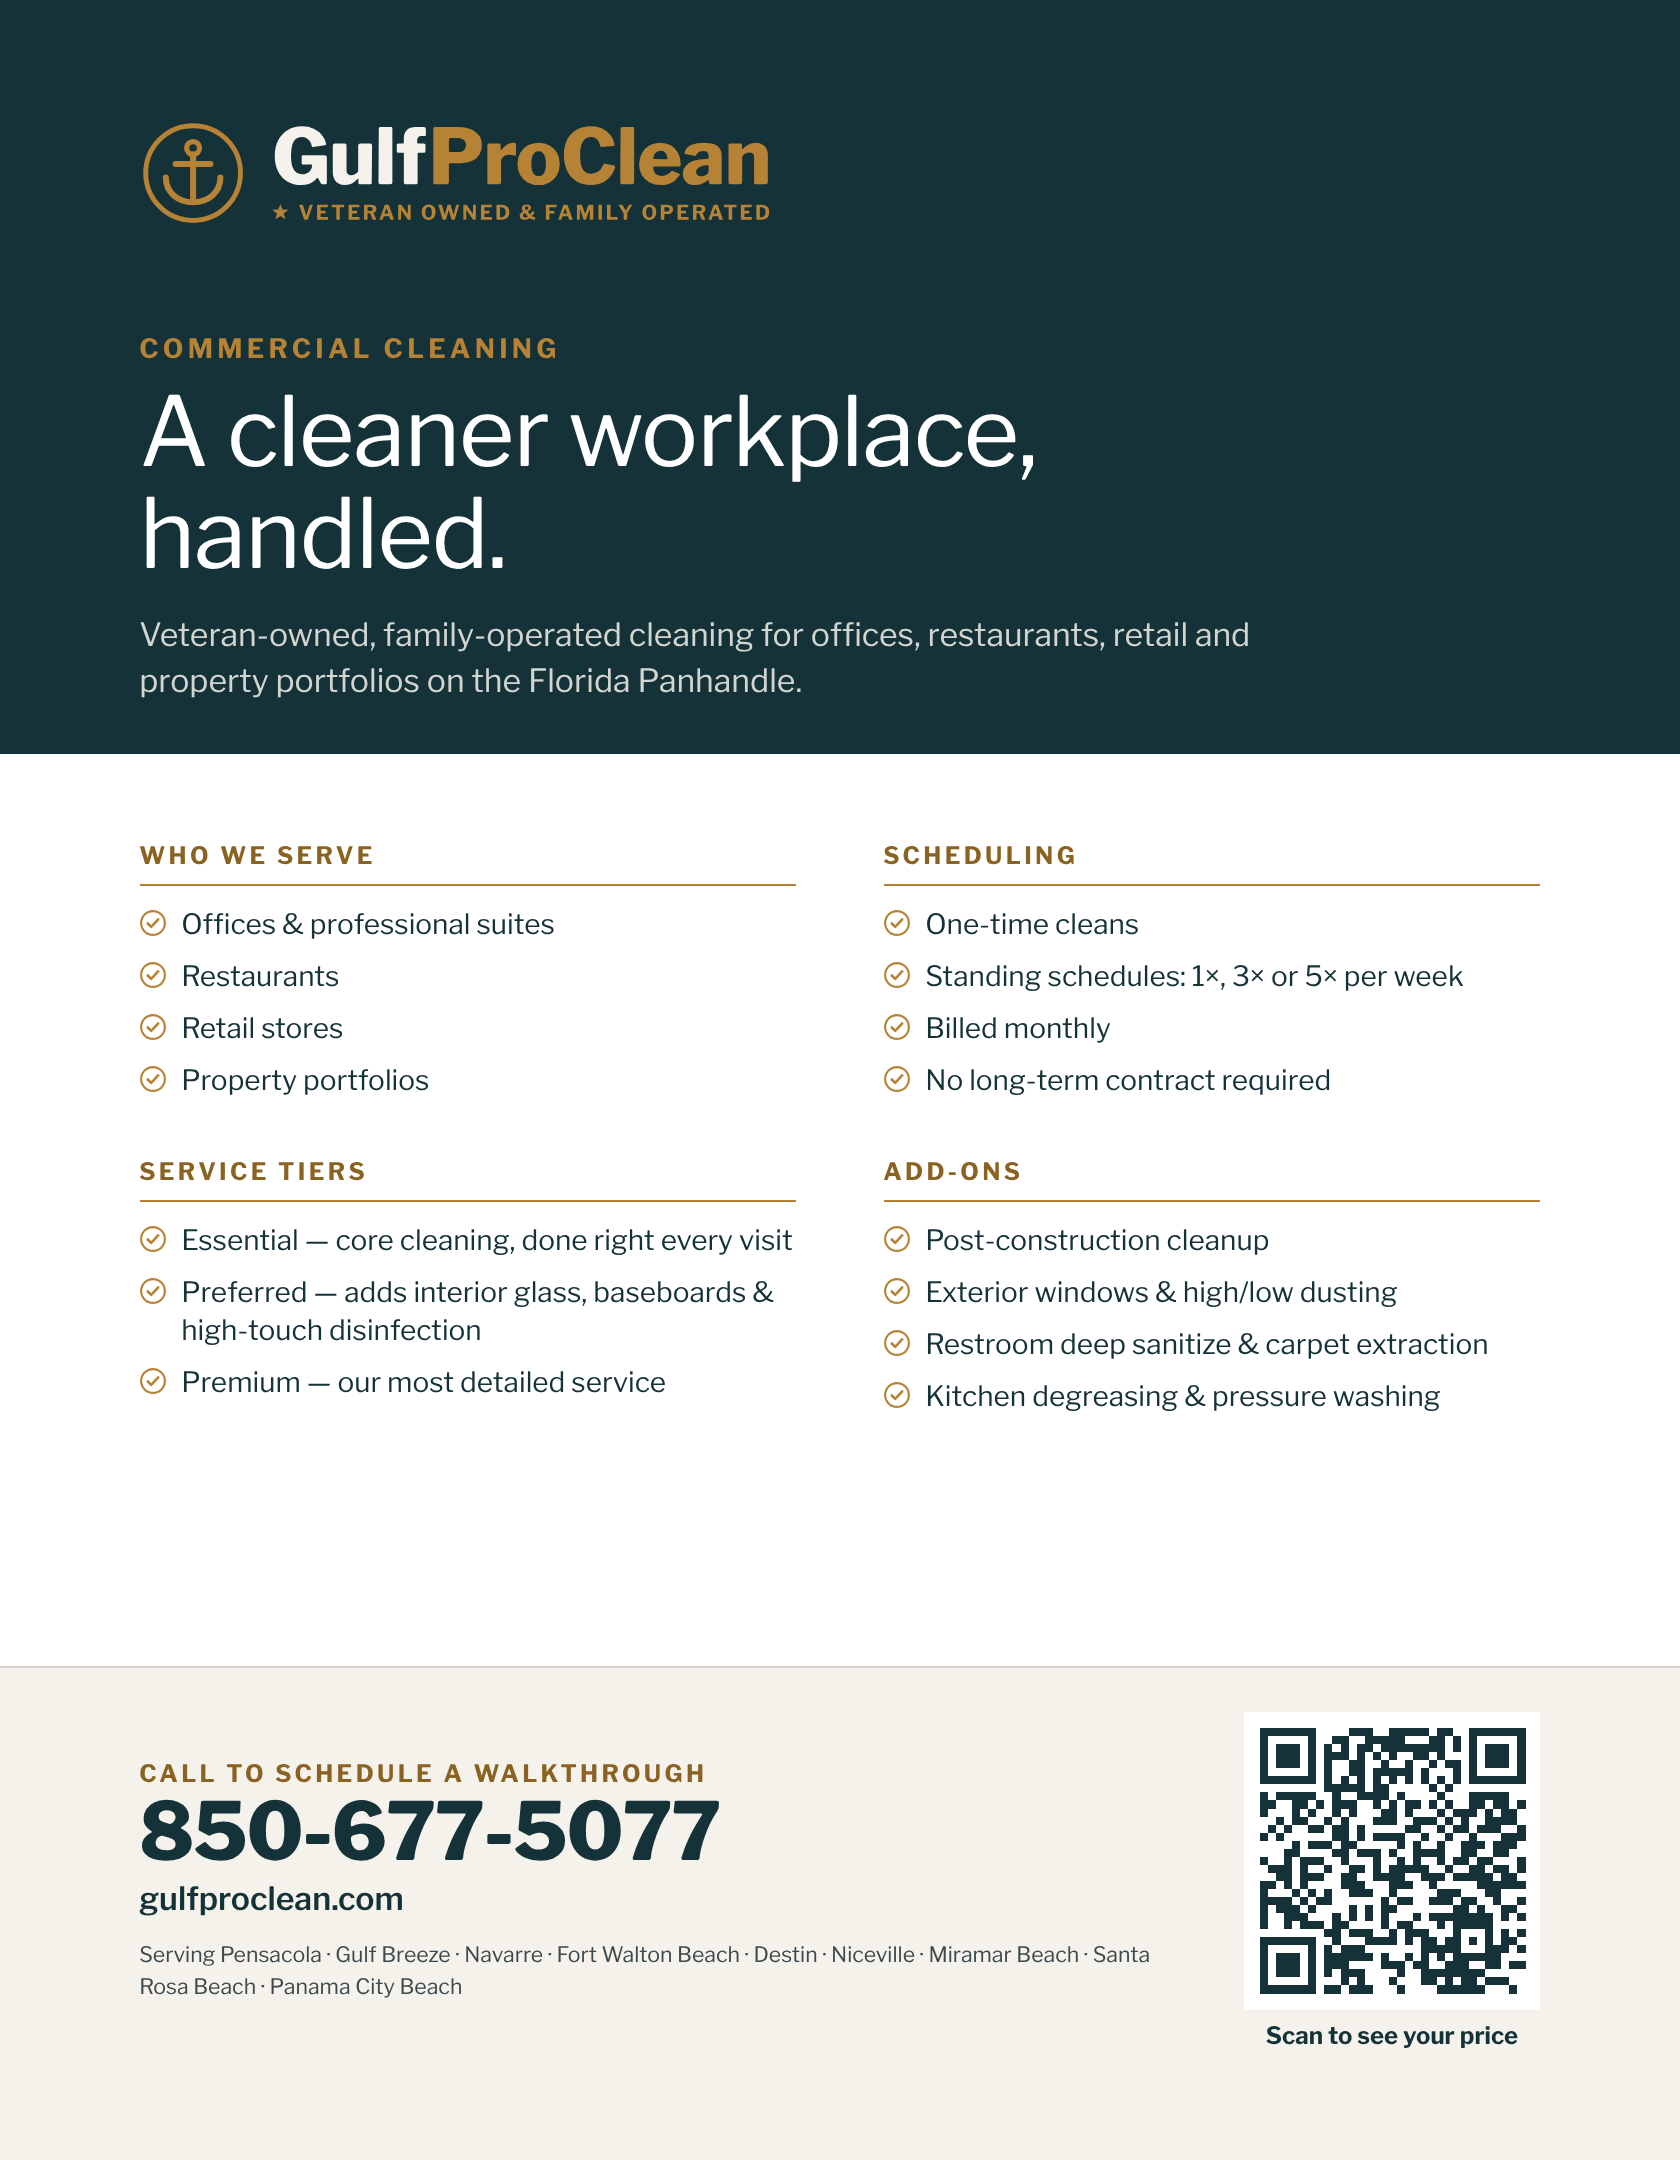 GulfProClean
★ VETERAN OWNED & FAMILY OPERATED
COMMERCIAL CLEANING
A cleaner workplace,
handled.
Veteran-owned, family-operated cleaning for offices, restaurants, retail and
property portfolios on the Florida Panhandle.
WHO WE SERVE
Offices & professional suites
Restaurants
Retail stores
Property portfolios
SCHEDULING
One-time cleans
Standing schedules: 1×, 3× or 5× per week
Billed monthly
No long-term contract required
SERVICE TIERS
Essential — core cleaning, done right every visit
Preferred — adds interior glass, baseboards &
high-touch disinfection
Premium — our most detailed service
ADD-ONS
Post-construction cleanup
Exterior windows & high/low dusting
Restroom deep sanitize & carpet extraction
Kitchen degreasing & pressure washing
CALL TO SCHEDULE A WALKTHROUGH
850-677-5077
gulfproclean.com
Serving Pensacola · Gulf Breeze · Navarre · Fort Walton Beach · Destin · Niceville · Miramar Beach · Santa
Rosa Beach · Panama City Beach
Scan to see your price